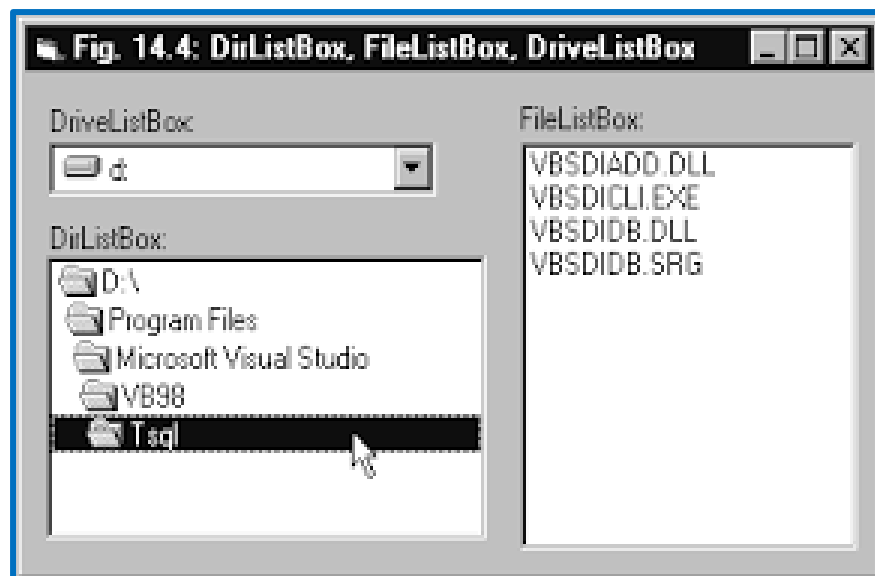 Fig. 14.4: DirListBox, FileListBox, DriveListBox
DriveListBox:
d:
DirListBox:
D:\
Program Files
Microsoft Visual Studio
VB98
Tsql
FileListBox:
VBSDIADD.DLL
VBSDICLI.EXE
VBSDIDB.DLL
VBSDIDB.SRG